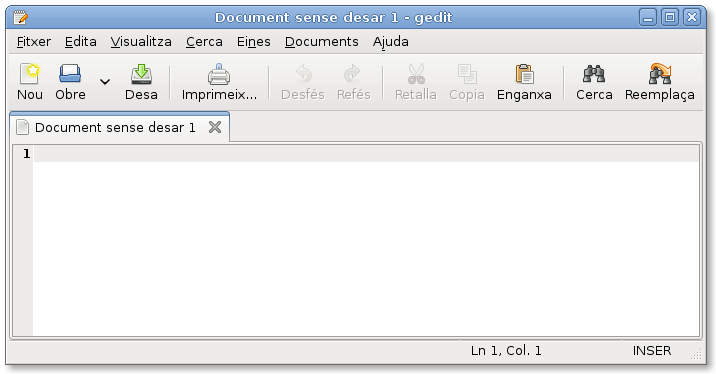 Document sense desar 1 - gedit
Fitxer Edita Visualitza Cerca Eines Documents Ajuda
Nou Obre Desa Imprimeix... Desfés Refés Retalla Copia Enganxa Cerca Reemplaça
Document sense desar 1
1
Ln 1, Col. 1 INSER